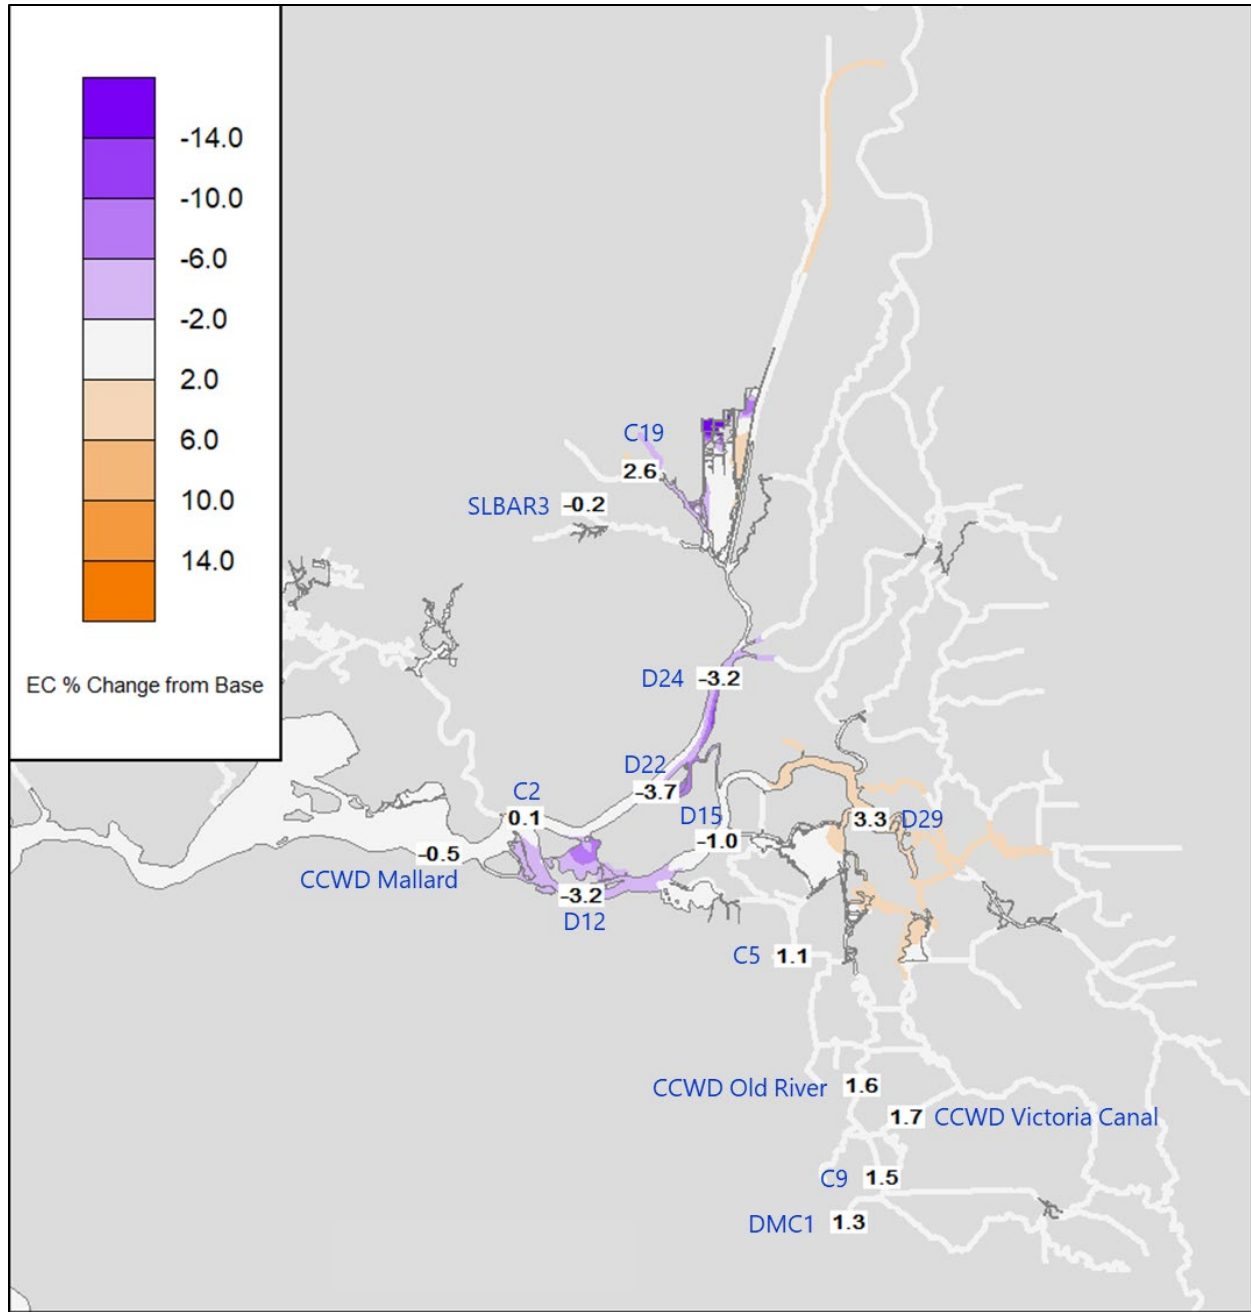 -14.0
-10.0
-6.0
-2.0
2.0
6.0
10.0
14.0
EC % Change from Base
C19
2.6
SLBAR3 -0.2
D24 -3.2
D22
-3.7
C2
0.1
D15
-1.0
3.3 D29
-0.5
CCWD Mallard
-3.2
D12
C5 1.1
CCWD Old River 1.6
1.7 CCWD Victoria Canal
C9 1.5
DMC1 1.3